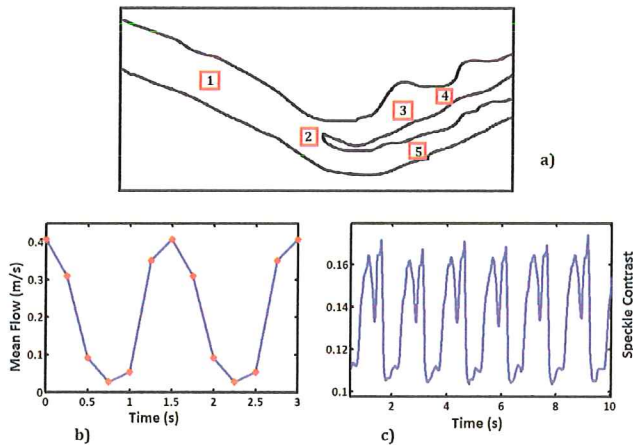 1
2
3
4
5
a)
Mean Flow (m/s)
0.4
0.3
0.2
0.1
0
0 0.5 1 1.5 2 2.5 3
Time (s)
b)
0.16
0.14
0.12
0.1
2 4 6 8 10
Time (s)
Speckle Contrast
c)